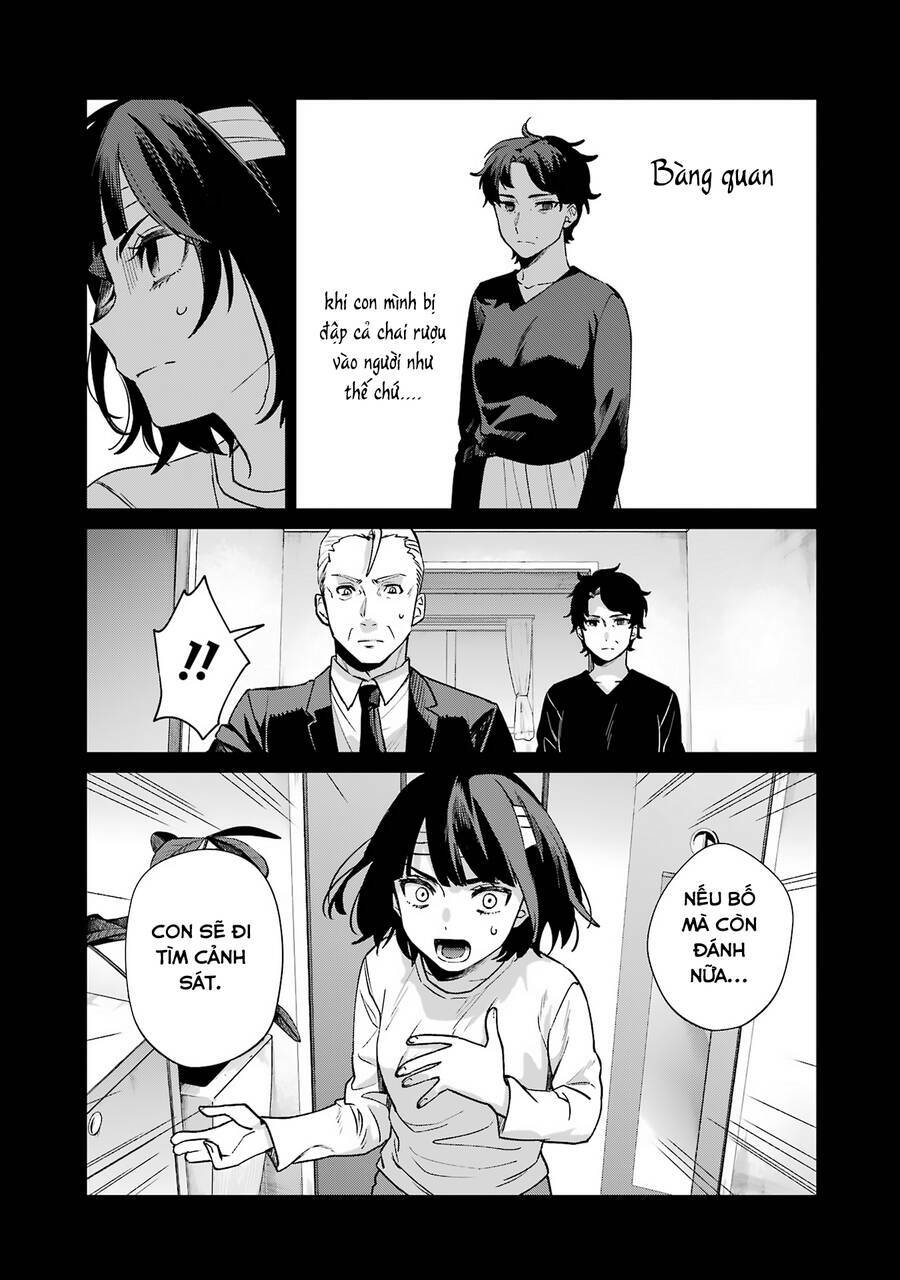 Bàng quan
khi con mình bị
đập cả chai rượu
vào người như
thế chứ....
!!
NẾU BỐ
MÀ CÒN
ĐÁNH
NỮA...
CON SẼ ĐI
TÌM CẢNH
SÁT.